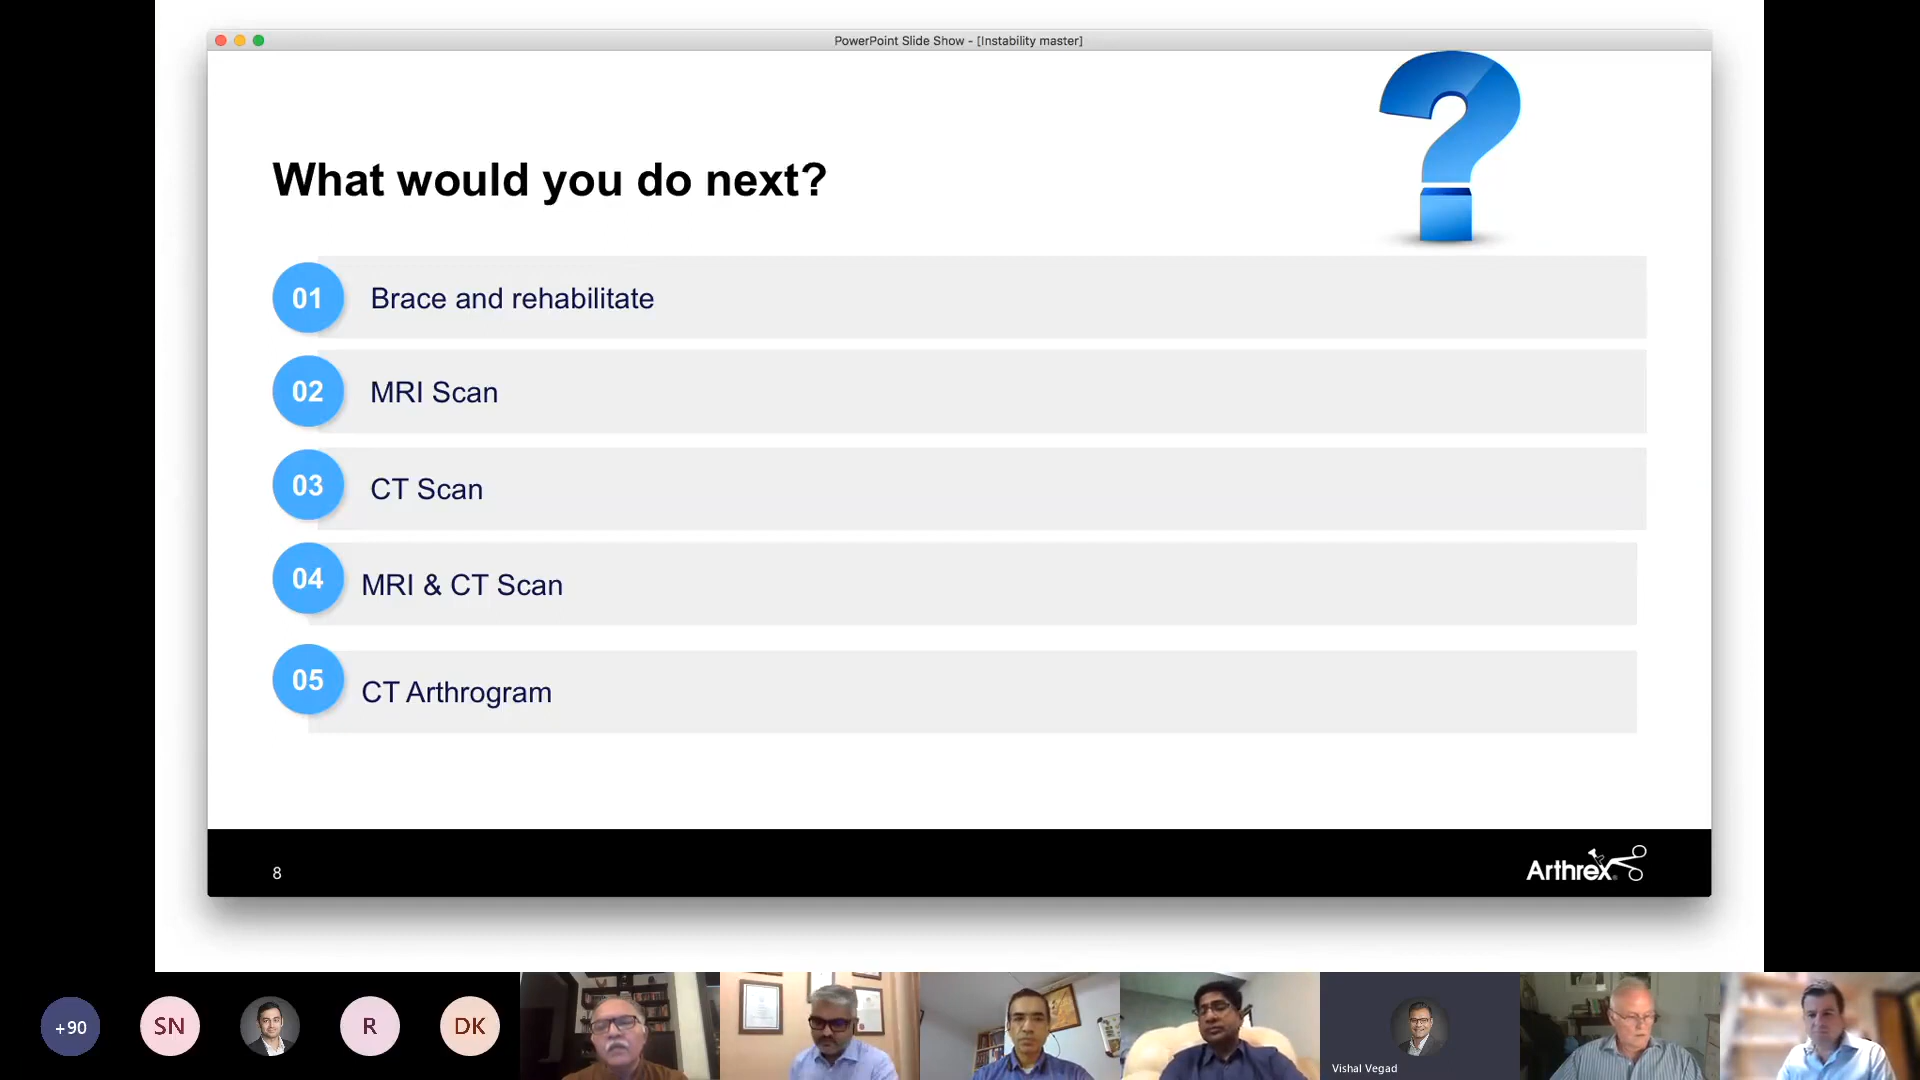 PowerPoint Slide Show - [Instability master]
?
What would you do next?
01 Brace and rehabilitate
02 MRI Scan
03 CT Scan
04 MRI & CT Scan
05 CT Arthrogram
8
Arthrex
+90 SN R DK
Vishal Vegad